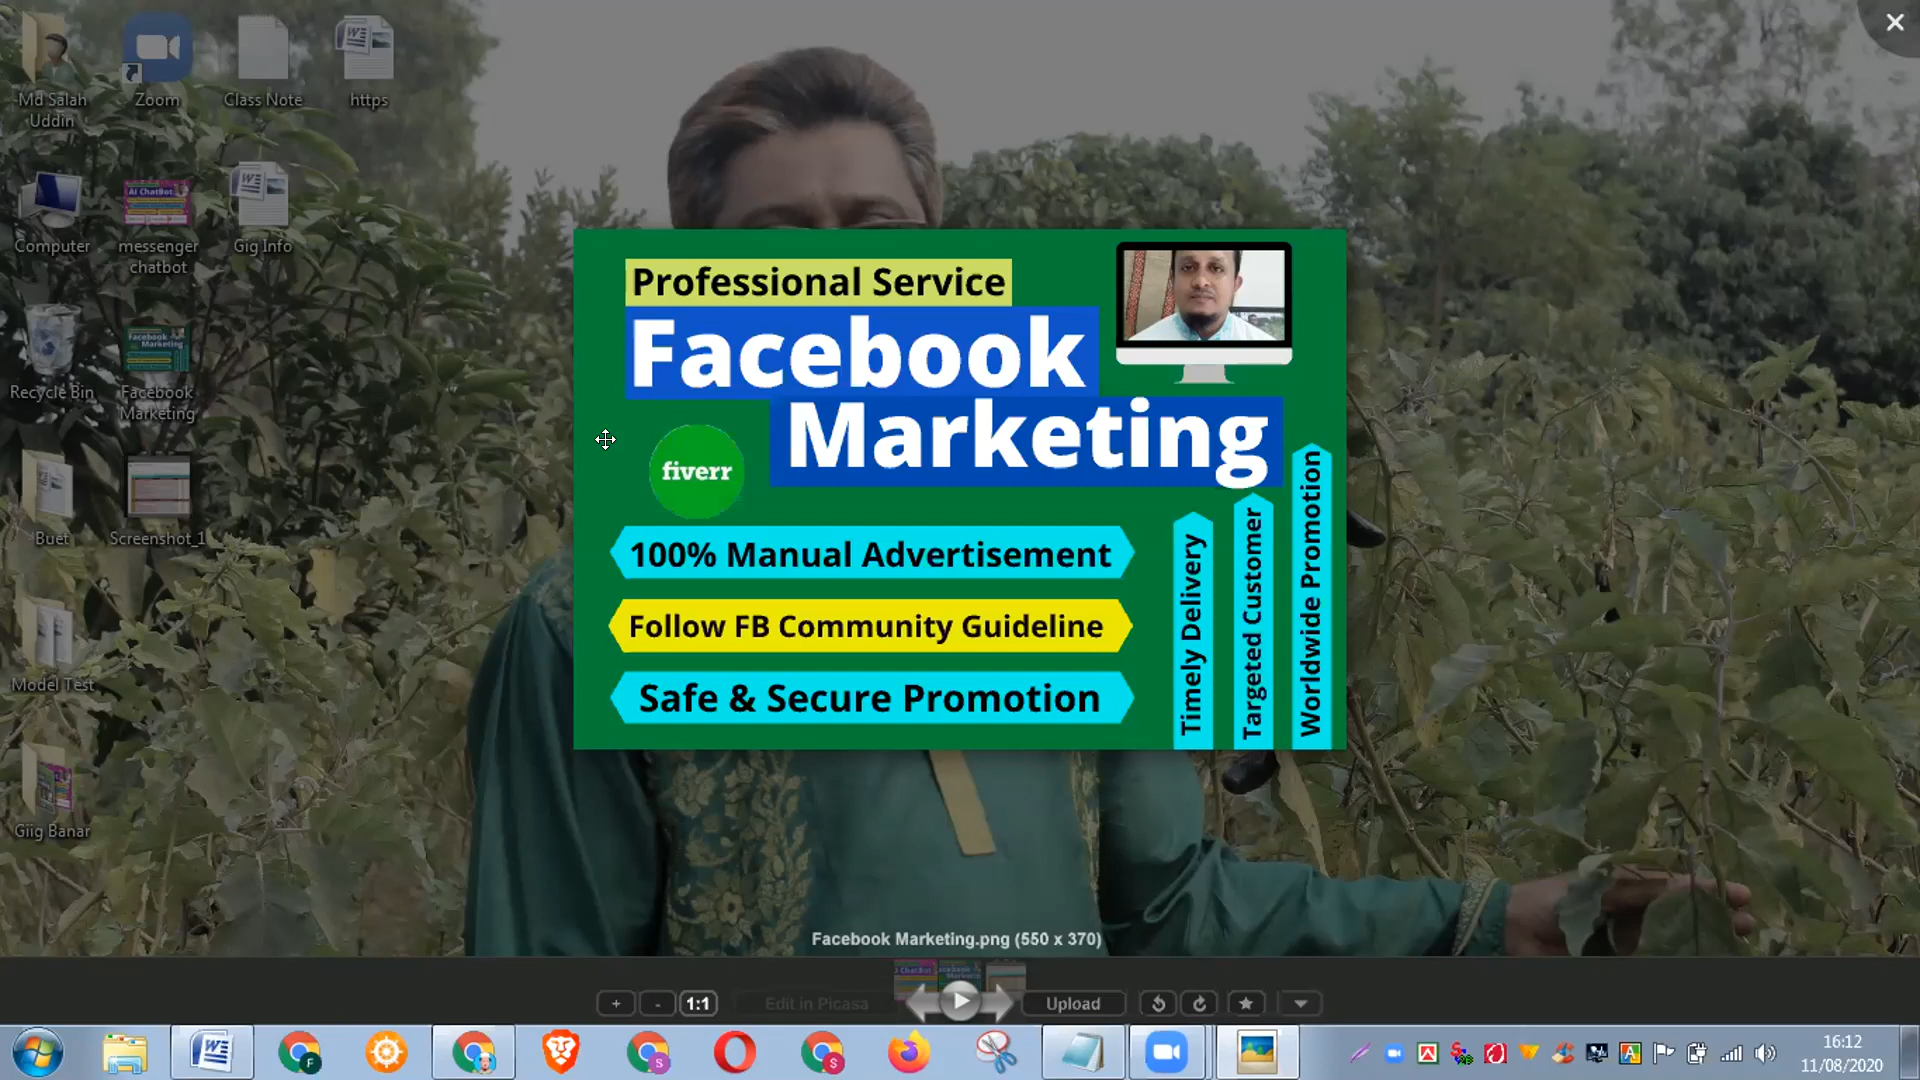 Md Salah
Uddin
Zoom
Class Note
https
Computer
messenger
chatbot
Gig Info
Recycle Bin
Facebook
Marketing
Buet
Screenshot_1
Model Test
Giig Banar
Professional Service
Facebook
Marketing
fiverr
100% Manual Advertisement
Follow FB Community Guideline
Safe & Secure Promotion
Timely Delivery
Targeted Customer
Worldwide Promotion
Facebook Marketing.png (550 x 370)
+
-
1:1
Edit in Picasa
Upload
16:12
11/08/2020